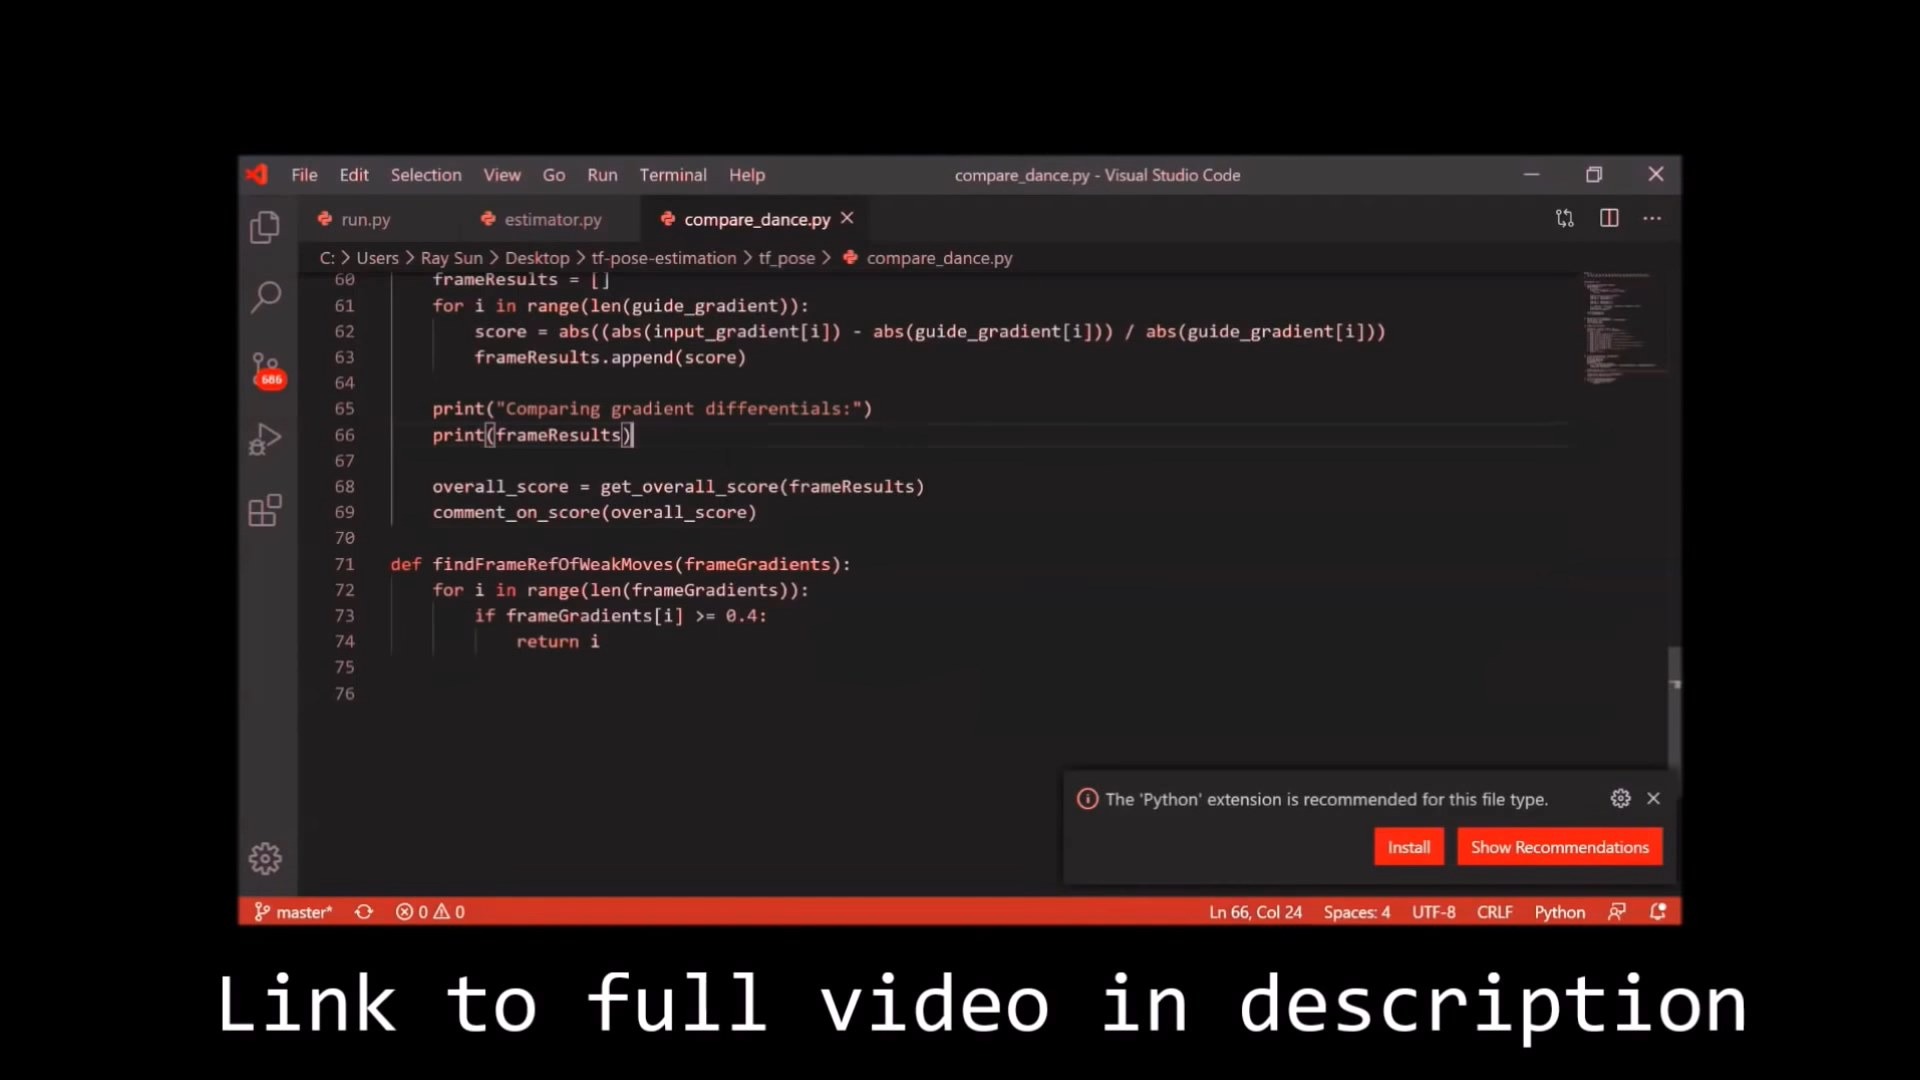 File Edit Selection View Go Run Terminal Help compare_dance.py - Visual Studio Code
run.py estimator.py compare_dance.py
C: > Users > Ray Sun > Desktop > tf-pose-estimation > tf_pose > compare_dance.py
60 frameResults = []
61 for i in range(len(guide_gradient)):
62 score = abs((abs(input_gradient[i]) - abs(guide_gradient[i])) / abs(guide_gradient[i]))
63 frameResults.append(score)
64
65 print("Comparing gradient differentials:")
66 print(frameResults)
67
68 overall_score = get_overall_score(frameResults)
69 comment_on_score(overall_score)
70
71 def findFrameRefOfWeakMoves(frameGradients):
72 for i in range(len(frameGradients)):
73 if frameGradients[i] >= 0.4:
74 return i
75
76
686
The 'Python' extension is recommended for this file type.
Install Show Recommendations
master* 0 0 Ln 66, Col 24 Spaces: 4 UTF-8 CRLF Python
Link to full video in description